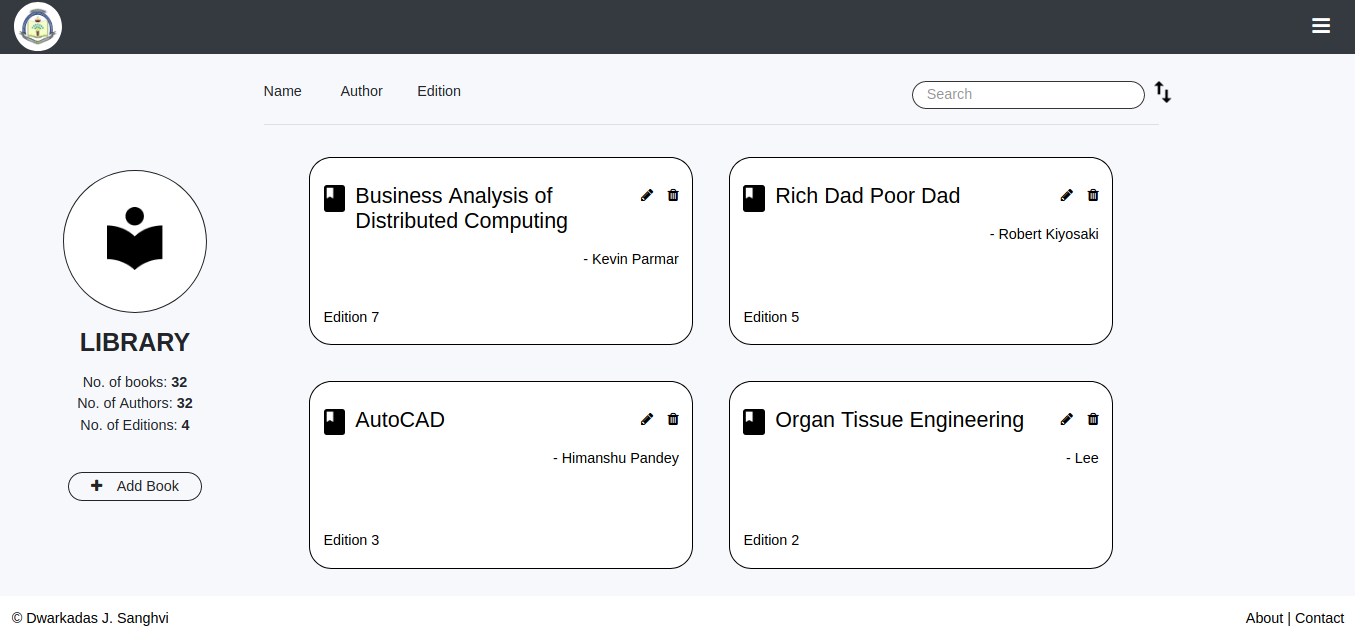 Name Author Edition Search
LIBRARY
No. of books: 32
No. of Authors: 32
No. of Editions: 4
Add Book
Business Analysis of
Distributed Computing
- Kevin Parmar
Edition 7
Rich Dad Poor Dad
- Robert Kiyosaki
Edition 5
AutoCAD
- Himanshu Pandey
Edition 3
Organ Tissue Engineering
- Lee
Edition 2
© Dwarkadas J. Sanghvi
About | Contact